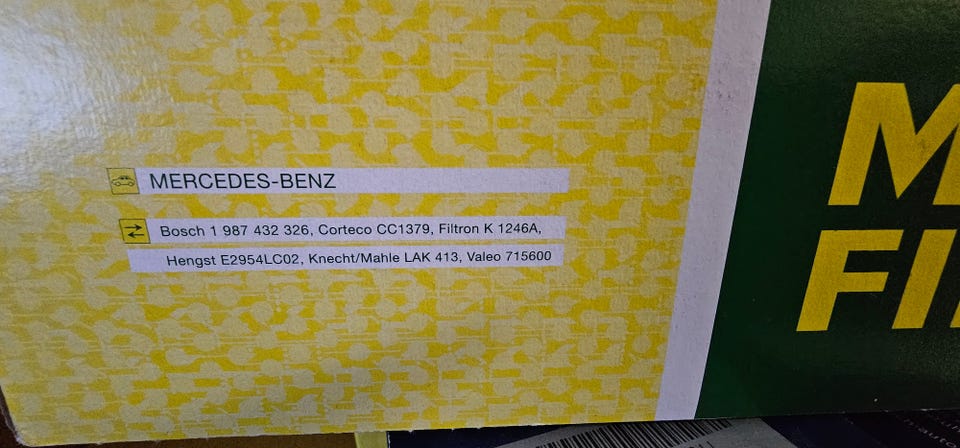 MERCEDES-BENZ
Bosch 1 987 432 326, Corteco CC1379, Filtron K 1246A,
Hengst E2954LC02, Knecht/Mahle LAK 413, Valeo 715600
M
FI